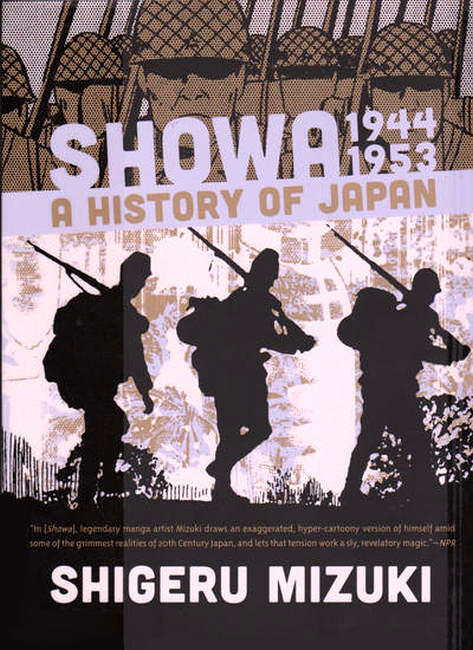 SHOWA 1944
1953
A HISTORY OF JAPAN
"In [Showa], legendary manga artist Mizuki draws an exaggerated, hyper-cartoony version of himself amid
some of the grimmest realities of 20th Century Japan, and lets that tension work a sly, revelatory magic."—NPR
SHIGERU MIZUKI